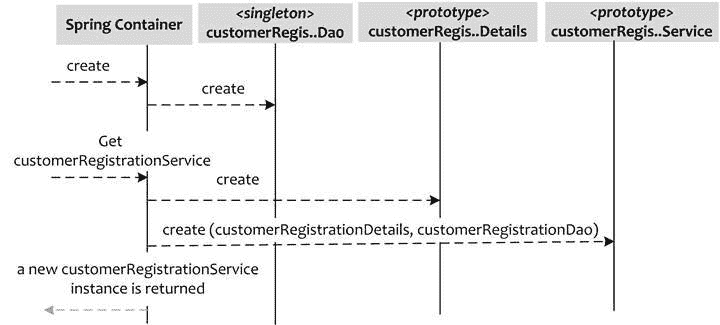 Spring Container
<singleton>
customerRegis..Dao
<prototype>
customerRegis..Details
<prototype>
customerRegis..Service
create
create
Get
customerRegistrationService
create
create (customerRegistrationDetails, customerRegistrationDao)
a new customerRegistrationService
instance is returned